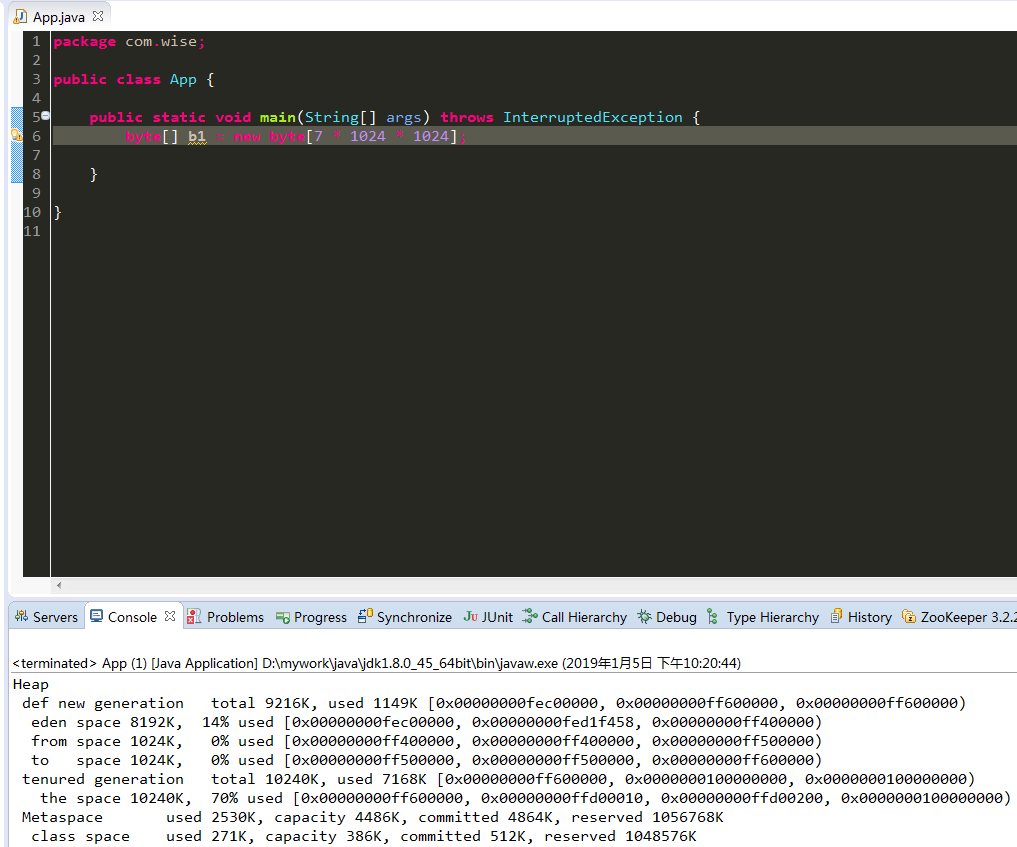 App.java
1 package com.wise;
2
3 public class App {
4
5     public static void main(String[] args) throws InterruptedException {
6         byte[] b1 = new byte[7 * 1024 * 1024];
7
8     }
9
10 }
11
Servers Console Problems Progress Synchronize JUnit Call Hierarchy Debug Type Hierarchy History ZooKeeper 3.2.2
<terminated> App (1) [Java Application] D:\mywork\java\jdk1.8.0_45_64bit\bin\javaw.exe (2019年1月5日 下午10:20:44)
Heap
 def new generation   total 9216K, used 1149K [0x00000000fec00000, 0x00000000ff600000, 0x00000000ff600000)
  eden space 8192K,  14% used [0x00000000fec00000, 0x00000000fed1f458, 0x00000000ff400000)
  from space 1024K,   0% used [0x00000000ff400000, 0x00000000ff400000, 0x00000000ff500000)
  to   space 1024K,   0% used [0x00000000ff500000, 0x00000000ff500000, 0x00000000ff600000)
 tenured generation   total 10240K, used 7168K [0x00000000ff600000, 0x0000000100000000, 0x0000000100000000)
   the space 10240K,  70% used [0x00000000ff600000, 0x00000000ffd00010, 0x00000000ffd00200, 0x0000000100000000)
 Metaspace       used 2530K, capacity 4486K, committed 4864K, reserved 1056768K
  class space    used 271K, capacity 386K, committed 512K, reserved 1048576K